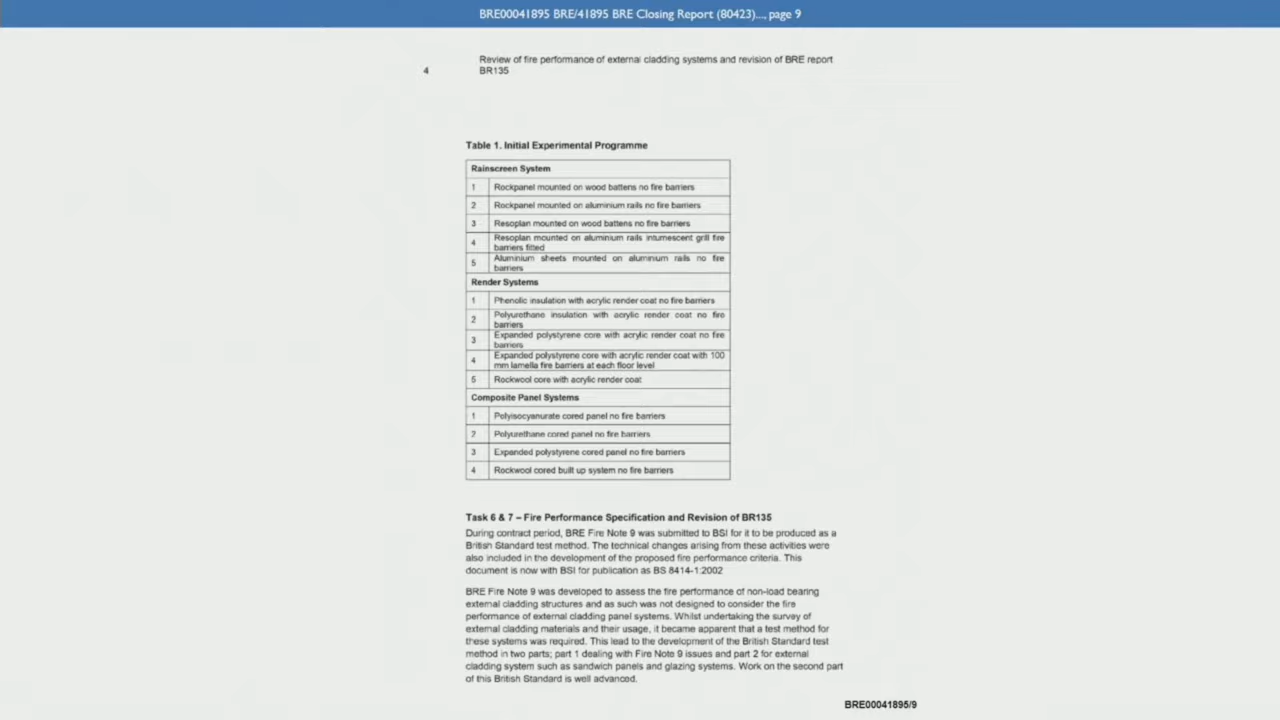 BRE00041895 BRE/41895 BRE Closing Report (80423)..., page 9
Review of fire performance of external cladding systems and revision of BRE report
4 BR135
Table 1. Initial Experimental Programme
Rainscreen System
1 Rockpanel mounted on wood battens no fire barriers
2 Rockpanel mounted on aluminium rails no fire barriers
3 Resoplan mounted on wood battens no fire barriers
4 Resoplan mounted on aluminium rails intumescent grill fire
barriers fitted
5 Aluminium sheets mounted on aluminium rails no fire
barriers
Render Systems
1 Phenolic insulation with acrylic render coat no fire barriers
2 Polyurethane insulation with acrylic render coat no fire
barriers
3 Expanded polystyrene core with acrylic render coat no fire
barriers
4 Expanded polystyrene core with acrylic render coat with 100
mm lamella fire barriers at each floor level
5 Rockwool core with acrylic render coat
Composite Panel Systems
1 Polyisocyanurate cored panel no fire barriers
2 Polyurethane cored panel no fire barriers
3 Expanded polystyrene cored panel no fire barriers
4 Rockwool cored built up system no fire barriers
Task 6 & 7 – Fire Performance Specification and Revision of BR135
During contract period, BRE Fire Note 9 was submitted to BSI for it to be produced as a
British Standard test method. The technical changes arising from these activities were
also included in the development of the proposed fire performance criteria. This
document is now with BSI for publication as BS 8414-1:2002
BRE Fire Note 9 was developed to assess the fire performance of non-load bearing
external cladding structures and as such was not designed to consider the fire
performance of external cladding panel systems. Whilst undertaking the survey of
external cladding materials and their usage, it became apparent that a test method for
these systems was required. This lead to the development of the British Standard test
method in two parts; part 1 dealing with Fire Note 9 issues and part 2 for external
cladding system such as sandwich panels and glazing systems. Work on the second part
of this British Standard is well advanced.
BRE00041895/9